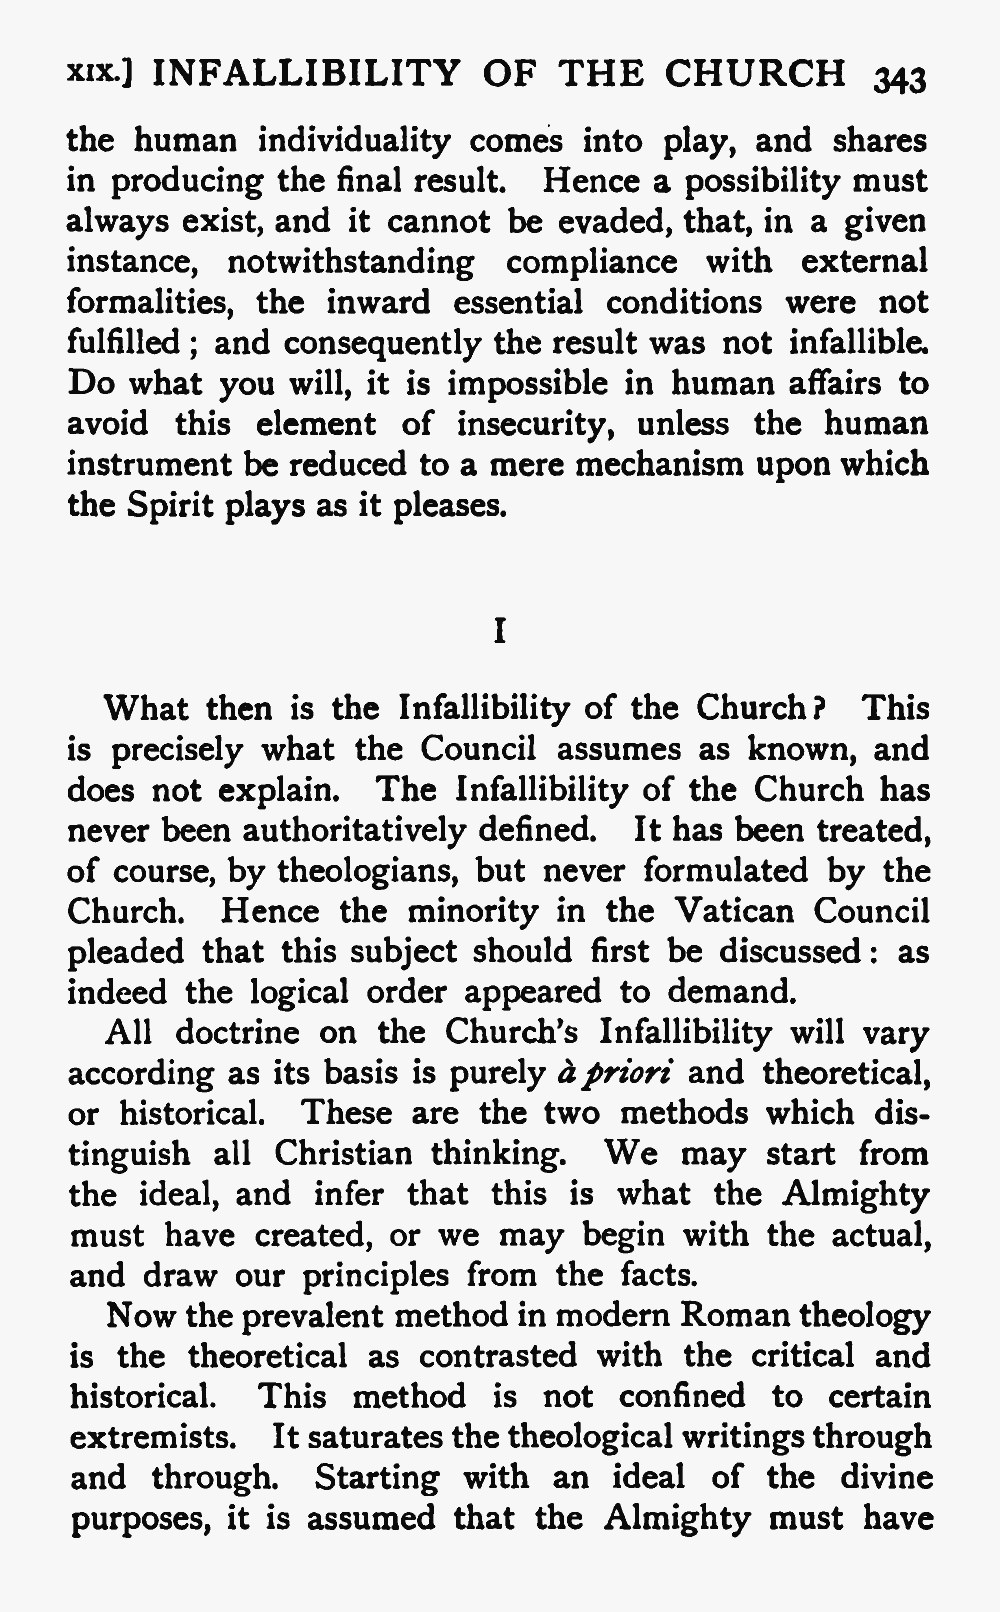 XIX.] INFALLIBILITY OF THE CHURCH 343
the human individuality comes into play, and shares
in producing the final result. Hence a possibility must
always exist, and it cannot be evaded, that, in a given
instance, notwithstanding compliance with external
formalities, the inward essential conditions were not
fulfilled ; and consequently the result was not infallible.
Do what you will, it is impossible in human affairs to
avoid this element of insecurity, unless the human
instrument be reduced to a mere mechanism upon which
the Spirit plays as it pleases.
I
What then is the Infallibility of the Church? This
is precisely what the Council assumes as known, and
does not explain. The Infallibility of the Church has
never been authoritatively defined. It has been treated,
of course, by theologians, but never formulated by the
Church. Hence the minority in the Vatican Council
pleaded that this subject should first be discussed: as
indeed the logical order appeared to demand.
All doctrine on the Church's Infallibility will vary
according as its basis is purely à priori and theoretical,
or historical. These are the two methods which dis-
tinguish all Christian thinking. We may start from
the ideal, and infer that this is what the Almighty
must have created, or we may begin with the actual,
and draw our principles from the facts.
Now the prevalent method in modern Roman theology
is the theoretical as contrasted with the critical and
historical. This method is not confined to certain
extremists. It saturates the theological writings through
and through. Starting with an ideal of the divine
purposes, it is assumed that the Almighty must have